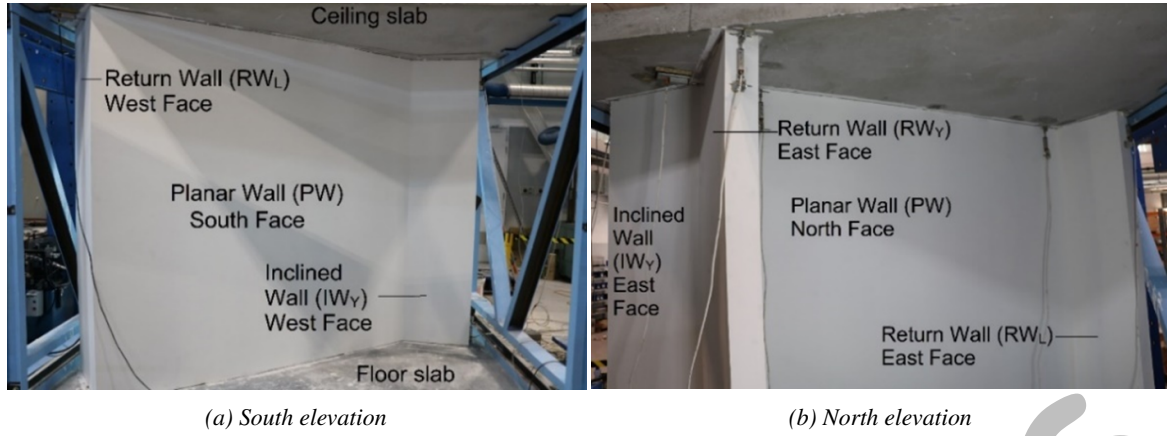 Ceiling slab
Return Wall (RWL)
West Face
Planar Wall (PW)
South Face
Inclined
Wall (IWY)
West Face
Floor slab
(a) South elevation
Return Wall (RWY)
East Face
Planar Wall (PW)
North Face
Inclined
Wall
(IWY)
East
Face
Return Wall (RWL)
East Face
(b) North elevation